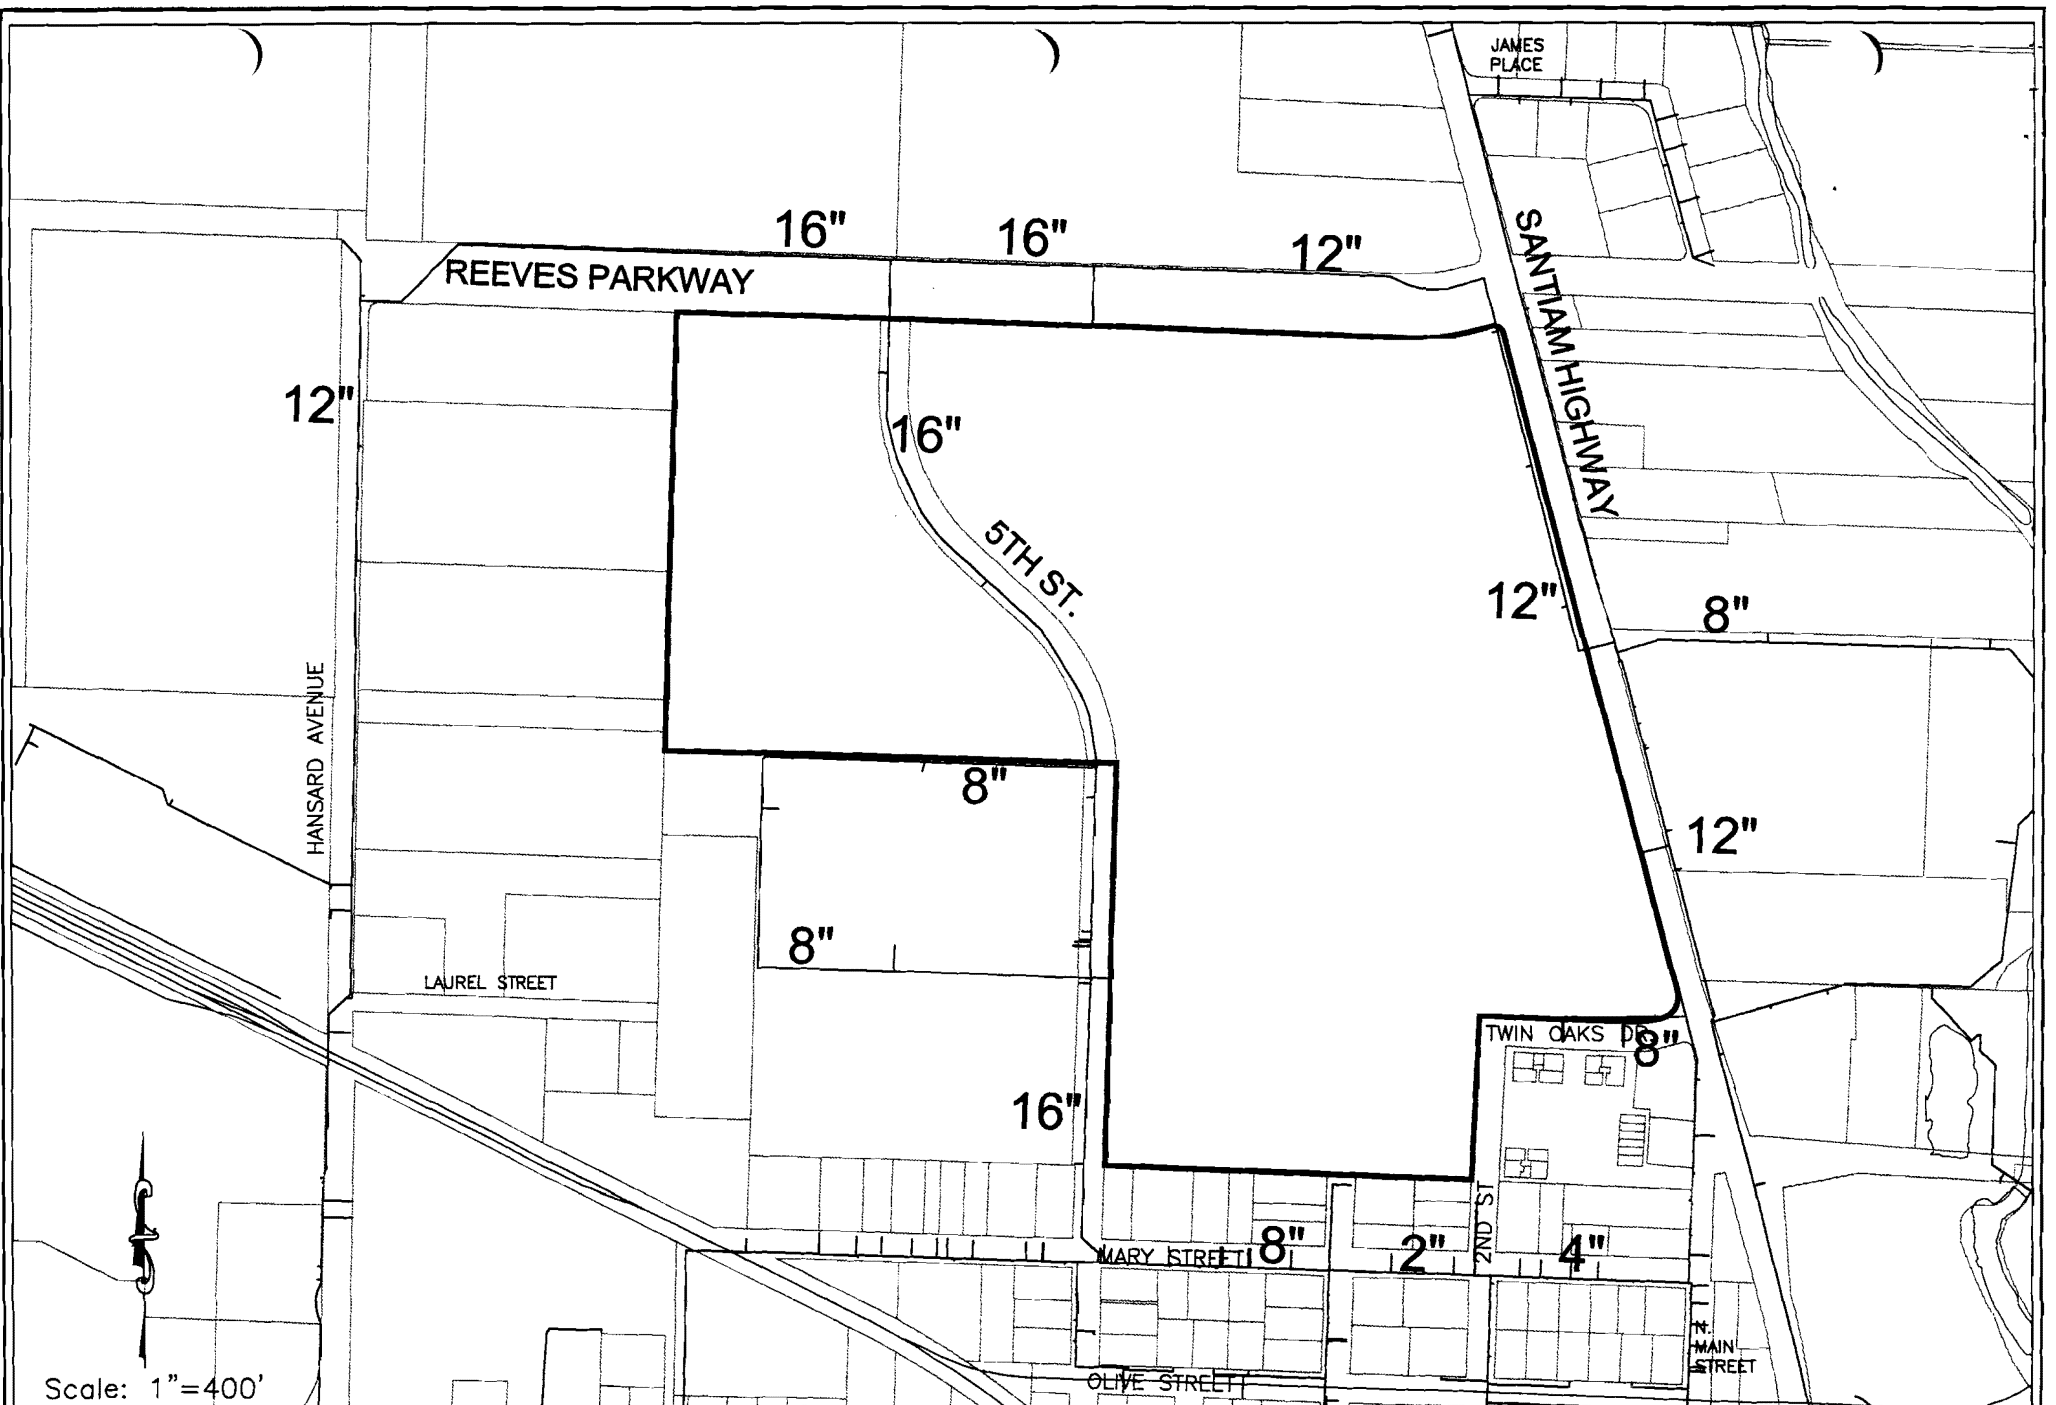 JAMES
PLACE
16"
16"
12"
REEVES PARKWAY
SANTIAM HIGHWAY
12"
16"
5TH ST.
12"
8"
HANSARD AVENUE
8"
12"
8"
LAUREL STREET
TWIN OAKS DR.
8"
16"
2ND ST
MARY STREET
8"
2"
4"
N.
MAIN
STREET
OLIVE STREET
Scale: 1"=400'